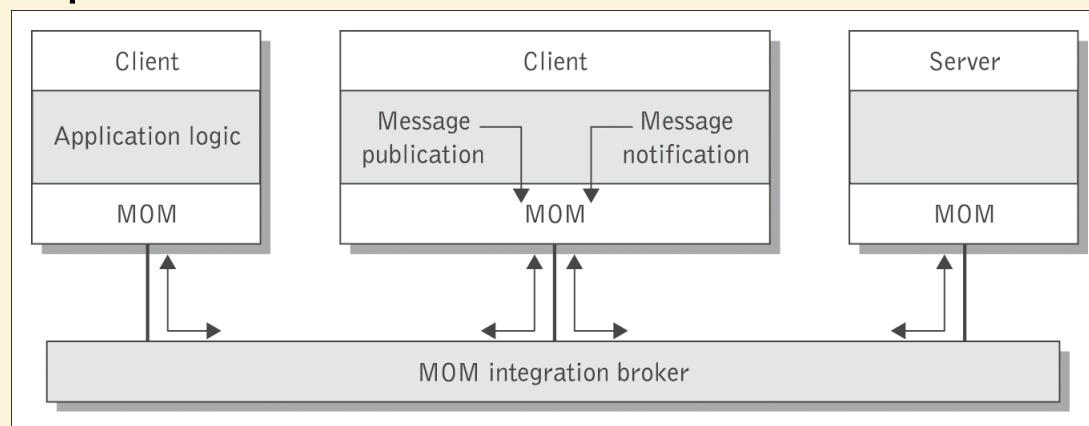 Client
Application logic
MOM
Client
Message
publication
Message
notification
MOM
Server
MOM
MOM integration broker